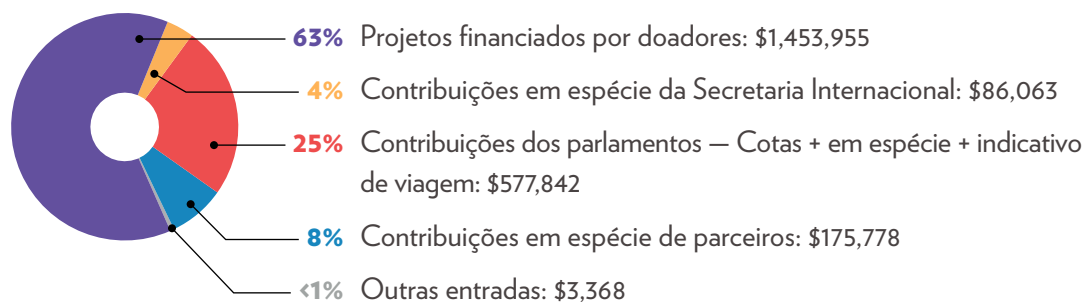 63% Projetos financiados por doadores: $1,453,955
4% Contribuições em espécie da Secretaria Internacional: $86,063
25% Contribuições dos parlamentos — Cotas + em espécie + indicativo
de viagem: $577,842
8% Contribuições em espécie de parceiros: $175,778
<1% Outras entradas: $3,368